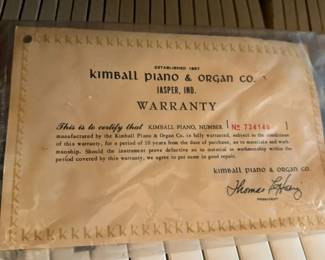 ESTABLISHED 1857
KIMBALL PIANO & ORGAN CO.
JASPER, IND.
WARRANTY
This is to certify that KIMBALL PIANO, NUMBER [ No 734140 ]
manufactured by the Kimball Piano & Organ Co. is fully warranted, subject to the conditions
of this warranty, for a period of 10 years from the date of purchase, as to material and work-
manship. Should the instrument prove defective as to material or workmanship within the
period covered by this warranty, we agree to put same in good repair.
KIMBALL PIANO & ORGAN CO.
Thomas L Habig
PRESIDENT